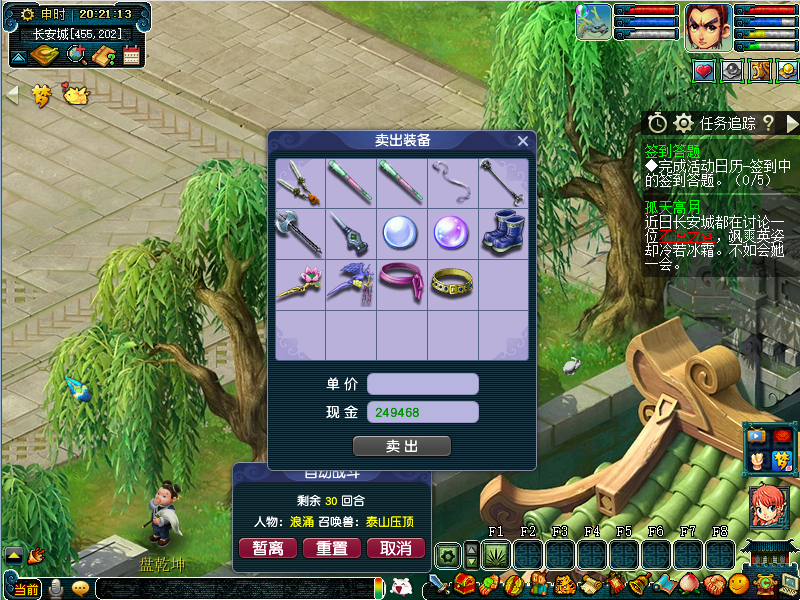 申时 20:21:13
长安城[455,202]
任务追踪 ?
签到答题
◆完成活动日历-签到中
的签到答题。(0/5)
孤天高月
近日长安城都在讨论一
，飒爽英姿
却冷若冰霜。不如会她
一会。
卖出装备
单价
现金 249468
卖出
自动战斗
剩余 30 回合
人物：浪涌 召唤兽：泰山压顶
暂离 重置 取消
盘乾坤
F1 F2 F3 F4 F5 F6 F7 F8
当前